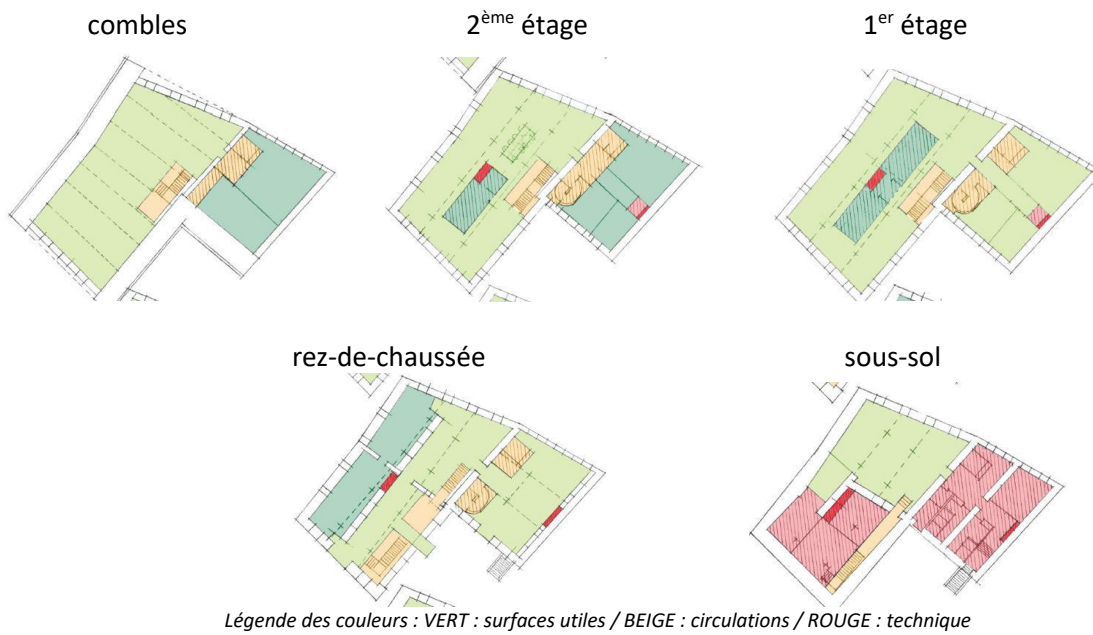 combles
2ème étage
1er étage
rez-de-chaussée
sous-sol
Légende des couleurs : VERT : surfaces utiles / BEIGE : circulations / ROUGE : technique